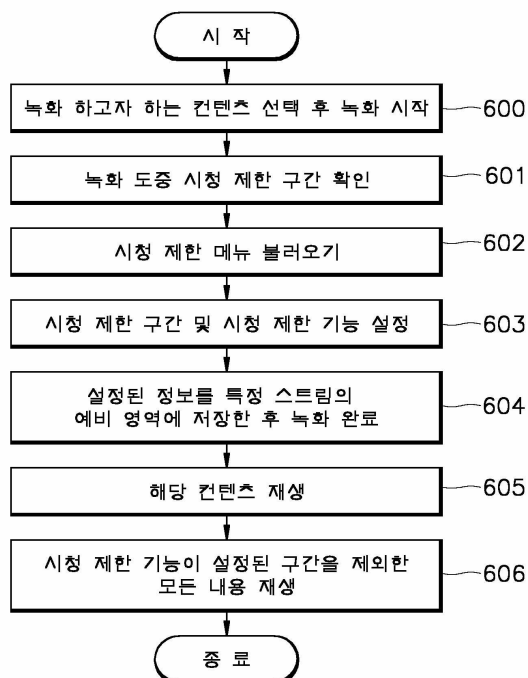 시 작
녹화 하고자 하는 컨텐츠 선택 후 녹화 시작
600
녹화 도중 시청 제한 구간 확인
601
시청 제한 메뉴 불러오기
602
시청 제한 구간 및 시청 제한 기능 설정
603
설정된 정보를 특정 스트림의
예비 영역에 저장한 후 녹화 완료
604
해당 컨텐츠 재생
605
시청 제한 기능이 설정된 구간을 제외한
모든 내용 재생
606
종 료